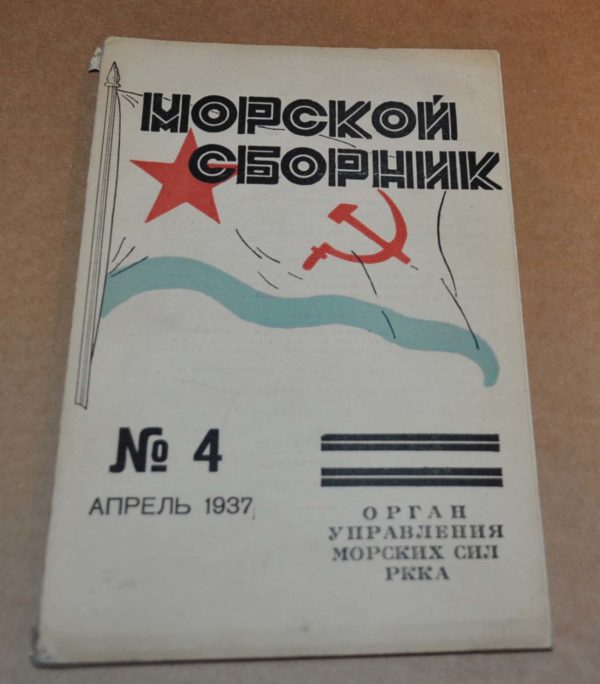 МОРСКОЙ
СБОРНИК
№ 4
АПРЕЛЬ 1937
ОРГАН
УПРАВЛЕНИЯ
МОРСКИХ СИЛ
РККА